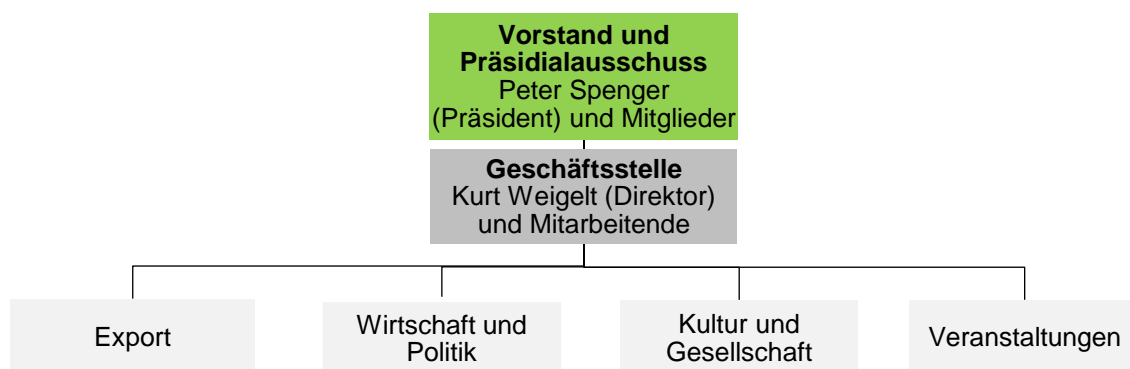 Vorstand und
Präsidialausschuss
Peter Spenger
(Präsident) und Mitglieder
Geschäftsstelle
Kurt Weigelt (Direktor)
und Mitarbeitende
Export
Wirtschaft und
Politik
Kultur und
Gesellschaft
Veranstaltungen